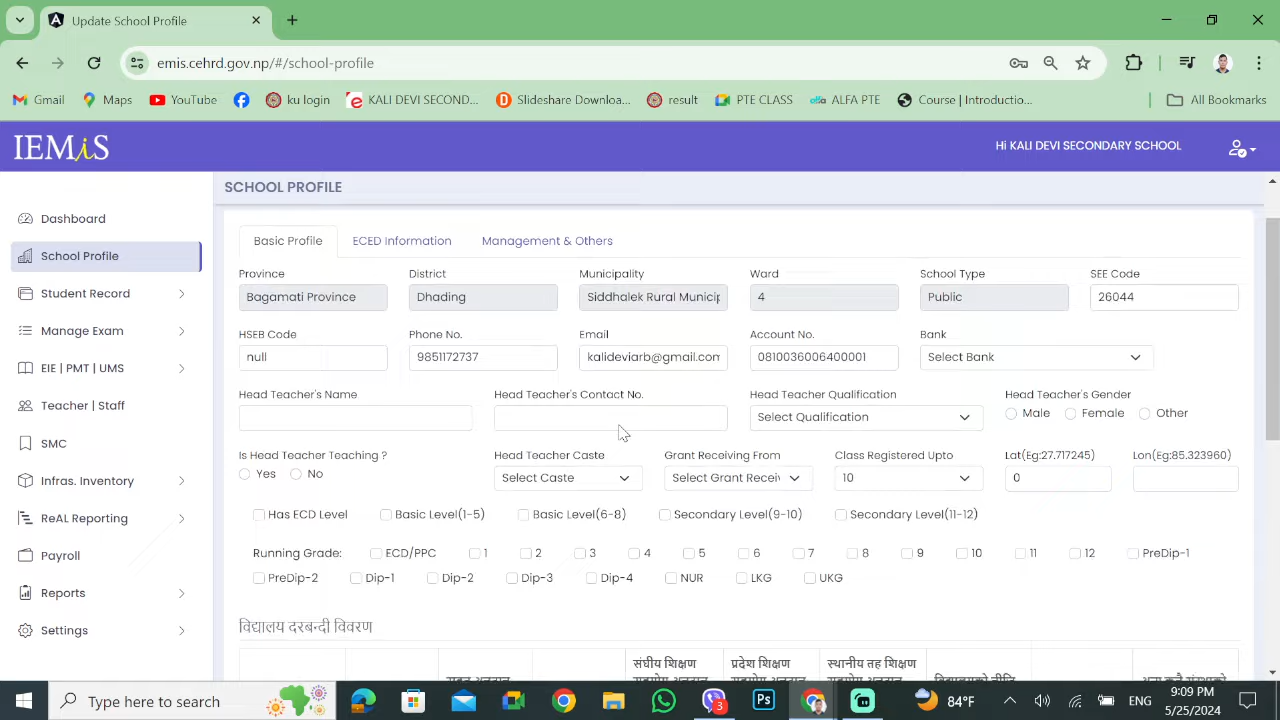 Update School Profile
emis.cehrd.gov.np/#/school-profile
Gmail Maps YouTube ku login KALI DEVI SECOND... Slideshare Downloa... result PTE CLASS ALFA PTE Course | Introductio... All Bookmarks
IEMiS
Hi KALI DEVI SECONDARY SCHOOL
SCHOOL PROFILE
Dashboard
School Profile
Student Record
Manage Exam
EIE | PMT | UMS
Teacher | Staff
SMC
Infras. Inventory
ReAL Reporting
Payroll
Reports
Settings
Basic Profile ECED Information Management & Others
Province District Municipality Ward School Type SEE Code
Bagamati Province Dhading Siddhalek Rural Municip 4 Public 26044
HSEB Code Phone No. Email Account No. Bank
null 9851172737 kalideviarb@gmail.com 0810036006400001 Select Bank
Head Teacher's Name Head Teacher's Contact No. Head Teacher Qualification Head Teacher's Gender
Select Qualification Male Female Other
Is Head Teacher Teaching ? Head Teacher Caste Grant Receiving From Class Registered Upto Lat(Eg:27.717245) Lon(Eg:85.323960)
Yes No Select Caste Select Grant Receivi 10 0
Has ECD Level Basic Level(1-5) Basic Level(6-8) Secondary Level(9-10) Secondary Level(11-12)
Running Grade: ECD/PPC 1 2 3 4 5 6 7 8 9 10 11 12 PreDip-1
PreDip-2 Dip-1 Dip-2 Dip-3 Dip-4 NUR LKG UKG
विद्यालय दरबन्दी विवरण
संघीय शिक्षण प्रदेश शिक्षण स्थानीय तह शिक्षण
Type here to search
3
Ps
84°F
ENG
9:09 PM
5/25/2024